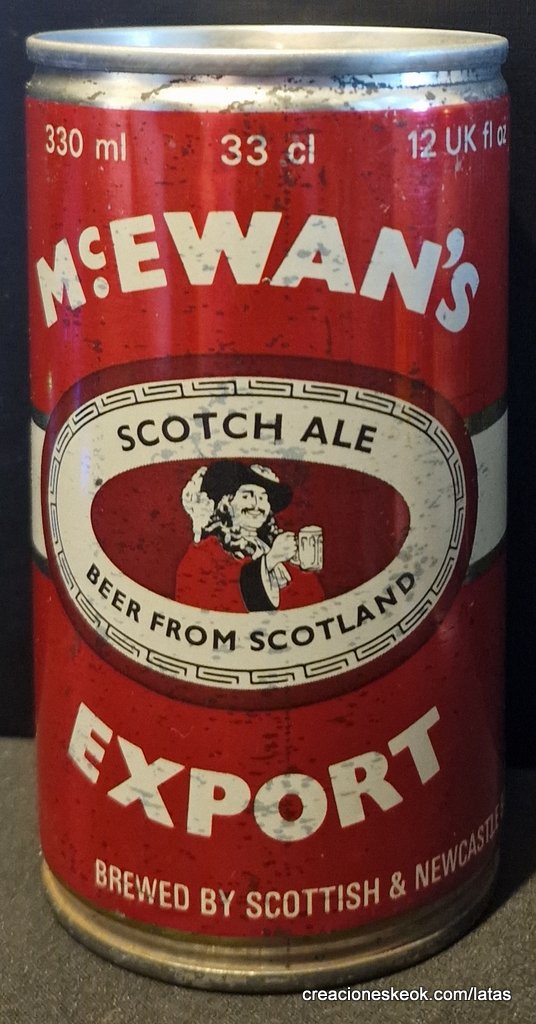 330 ml 33 cl 12 UK fl oz
McEWAN'S
SCOTCH ALE
BEER FROM SCOTLAND
EXPORT
BREWED BY SCOTTISH & NEWCASTLE
creacioneskeok.com/latas